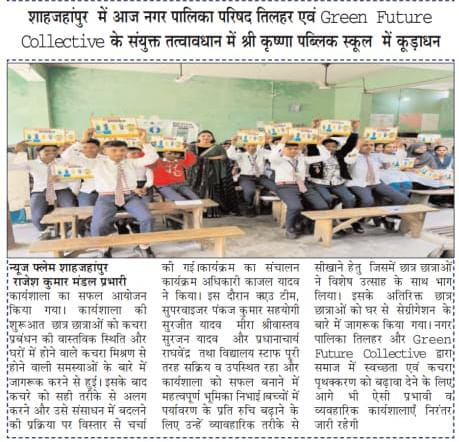 शाहजहांपुर में आज नगर पालिका परिषद तिलहर एवं Green Future
Collective के संयुक्त तत्वावधान में श्री कृष्णा पब्लिक स्कूल में कूड़ाधन
न्यूज फ्लेम शाहजहांपुर
राजेश कुमार मंडल प्रभारी
कार्यशाला का सफल आयोजन
किया गया। कार्यशाला की
शुरूआत छात्र छात्राओं को कचरा
प्रबंधन की वास्तविक स्थिति और
घरों में होने वाले कचरा मिश्रण से
होने वाली समस्याओं के बारे में
जागरूक करने से हुई। इसके बाद
कचरे को सही तरीके से अलग
करने और उसे संसाधन में बदलने
की प्रक्रिया पर विस्तार से चर्चा
की गई।कार्यक्रम का संचालन
कार्यक्रम अधिकारी काजल यादव
ने किया। इस दौरान क्एउ टीम,
सुपरवाइजर पंकज कुमार सहयोगी
सुरजीत यादव मीरा श्रीवास्तव
सुरजन यादव और प्रधानाचार्य
राघवेंद्र तथा विद्यालय स्टाफ पूरी
तरह सक्रिय व उपस्थित रहा और
कार्यशाला को सफल बनाने में
महत्वपूर्ण भूमिका निभाई।बच्चों में
पर्यावरण के प्रति रुचि बढ़ाने के
लिए उन्हें व्यावहारिक तरीके से
सीखाने हेतु जिसमें छात्र छात्राओं
ने विशेष उत्साह के साथ भाग
लिया। इसके अतिरिक्त छात्र
छात्राओं को घर से सेग्रीगेशन के
बारे में जागरूक किया गया।नगर
पालिका तिलहर और Green
Future Collective द्वारा
समाज में स्वच्छता एवं कचरा
पृथक्करण को बढ़ावा देने के लिए
आगे भी ऐसी प्रभावी व
व्यवहारिक कार्यशालाएँ निरंतर
जारी रहेगी